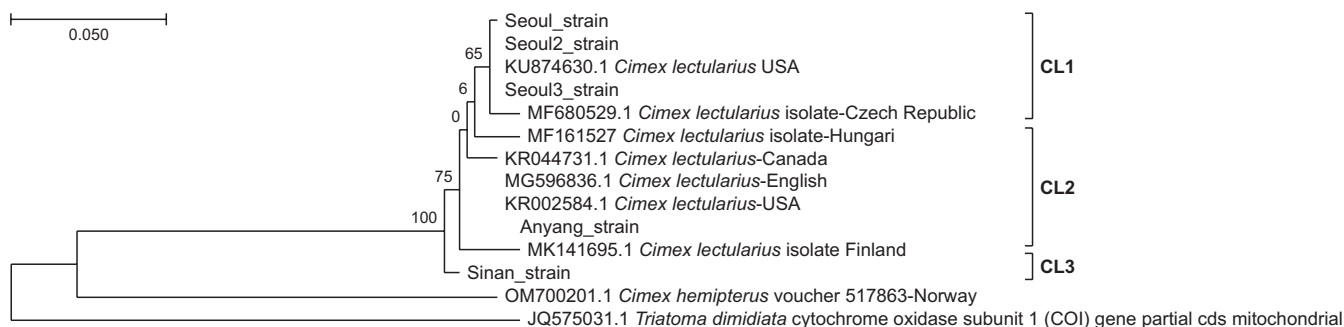 Seoul_strain
0.050
Seoul2_strain
65
KU874630.1 Cimex lectularius USA
CL1
6
Seoul3_strain
MF680529.1 Cimex lectularius isolate-Czech Republic
0
MF161527 Cimex lectularius isolate-Hungari
KR044731.1 Cimex lectularius-Canada
75
MG596836.1 Cimex lectularius-English
CL2
KR002584.1 Cimex lectularius-USA
100
Anyang_strain
MK141695.1 Cimex lectularius isolate Finland
Sinan_strain
CL3
OM700201.1 Cimex hemipterus voucher 517863-Norway
JQ575031.1 Triatoma dimidiata cytochrome oxidase subunit 1 (COI) gene partial cds mitochondrial